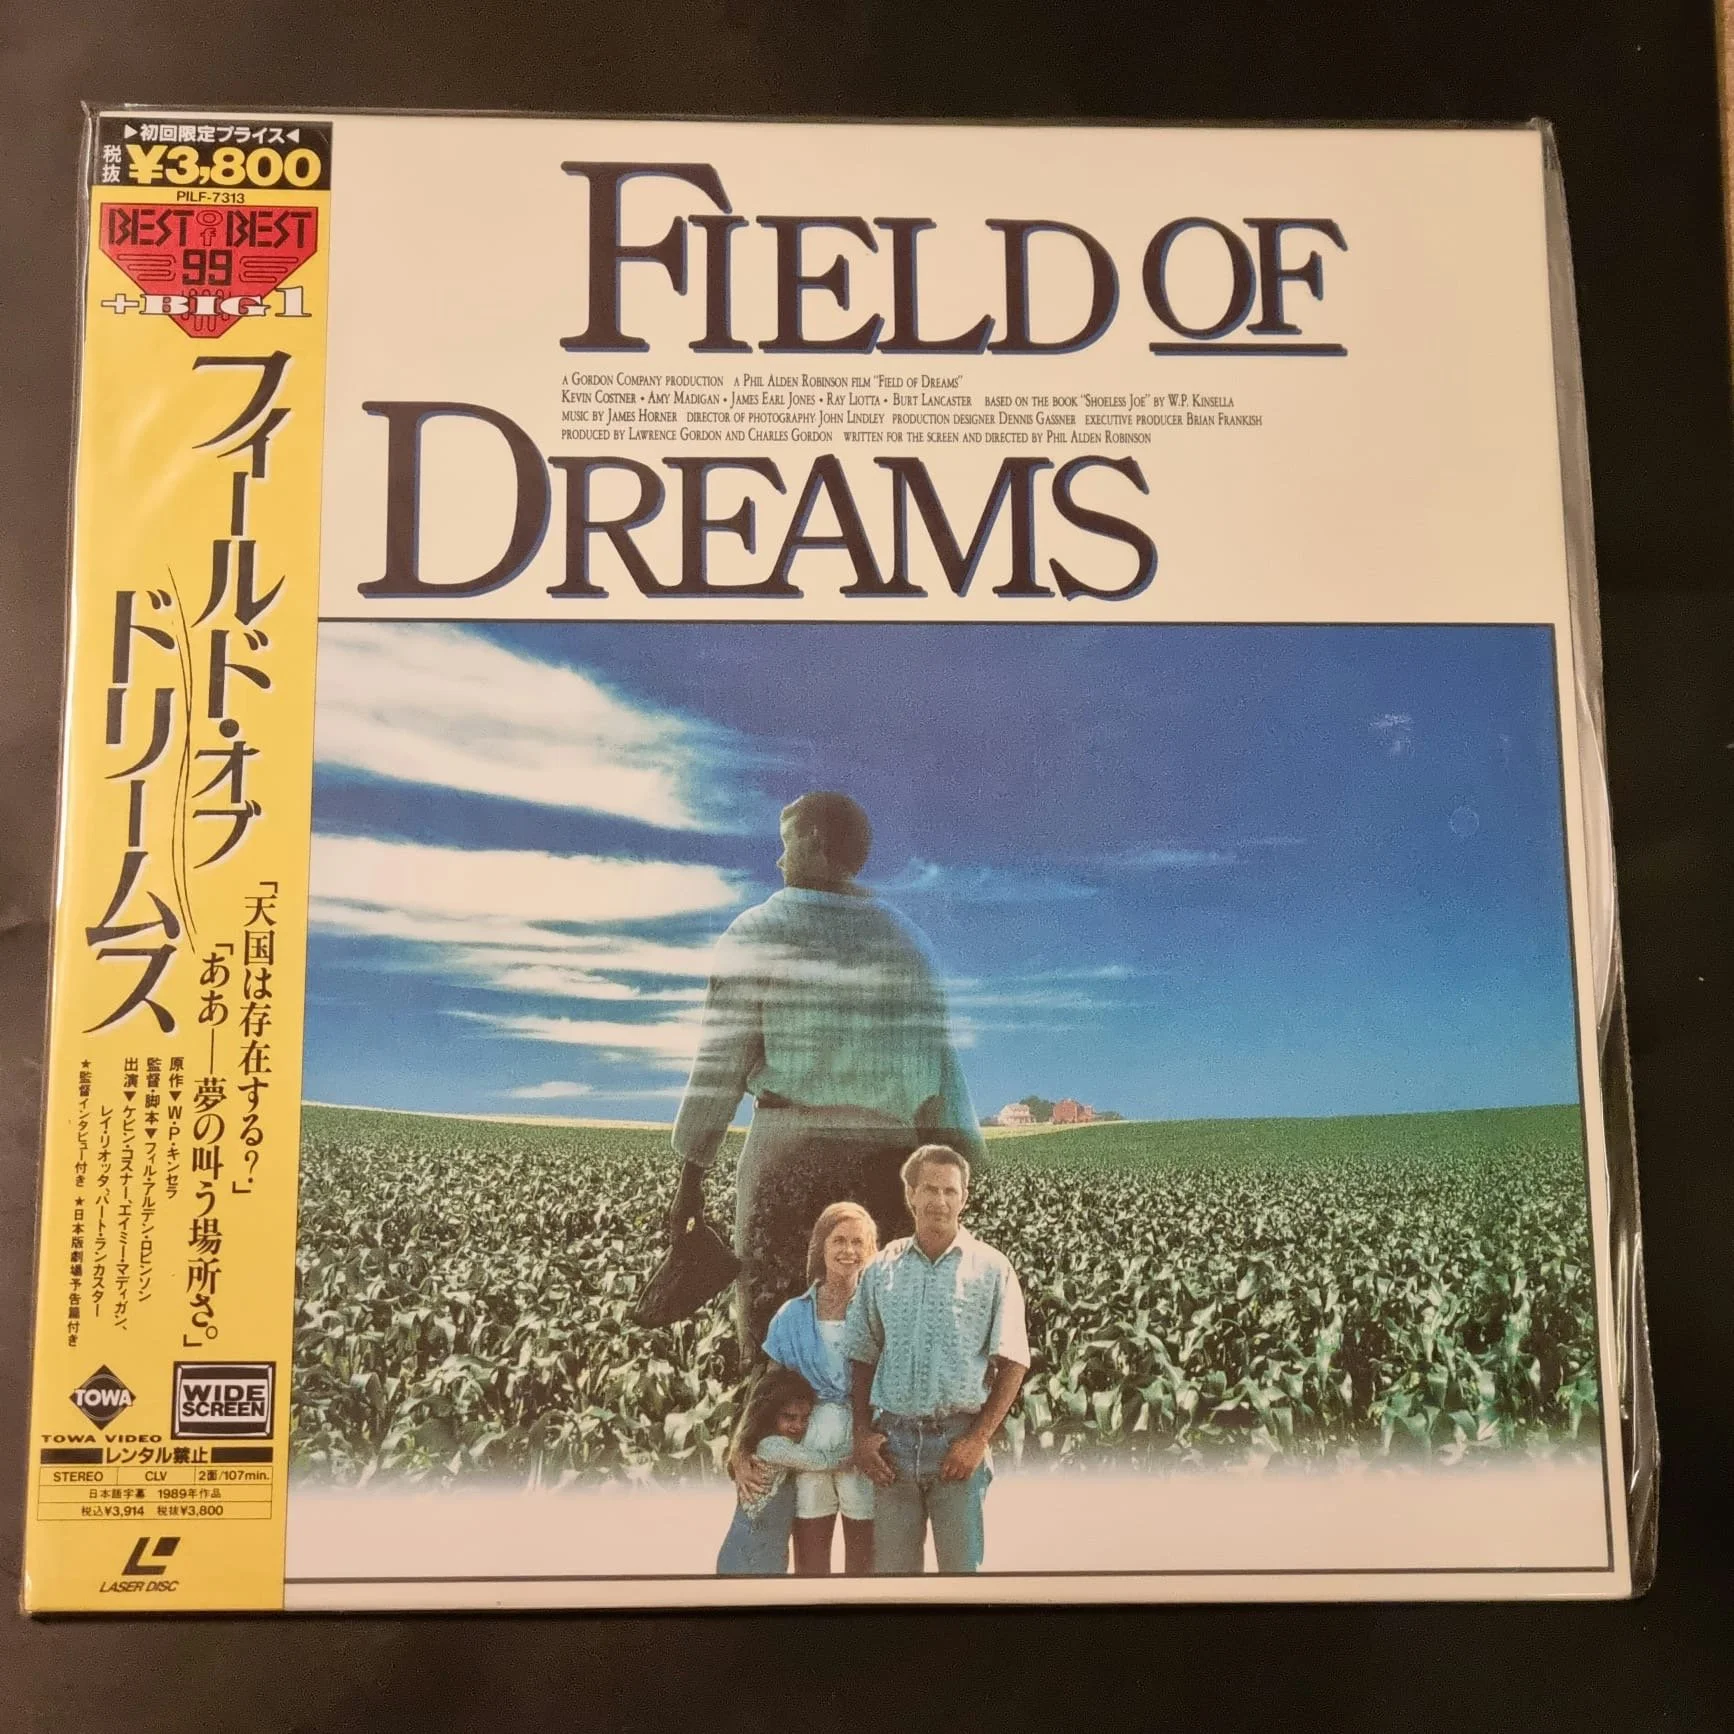 ▶初回限定プライス◀
税抜 ¥3,800
PILF-7313
BEST of BEST
99
+BIG1
フィールド・オブ
ドリームス
「天国は存在する?」
「ああ—夢の叫う場所さ。」
原作▼W・P・キンセラ
監督・脚本▼フィル・アルデン・ロビンソン
出演▼ケビン・コスナー、エイミー・マディガン、
レイ・リオッタ、バート・ランカスター
★監督インタビュー付き ★日本版劇場予告篇付き
TOWA
TOWA VIDEO
WIDE
SCREEN
レンタル禁止
STEREO CLV 2面/107min.
日本語字幕 1989年作品
税込¥3,914 税抜¥3,800
LASER DISC
FIELD OF
A GORDON COMPANY PRODUCTION A PHIL ALDEN ROBINSON FILM "FIELD OF DREAMS"
KEVIN COSTNER • AMY MADIGAN • JAMES EARL JONES • RAY LIOTTA • BURT LANCASTER BASED ON THE BOOK "SHOELESS JOE" BY W.P. KINSELLA
MUSIC BY JAMES HORNER DIRECTOR OF PHOTOGRAPHY JOHN LINDLEY PRODUCTION DESIGNER DENNIS GASSNER EXECUTIVE PRODUCER BRIAN FRANKISH
PRODUCED BY LAWRENCE GORDON AND CHARLES GORDON WRITTEN FOR THE SCREEN AND DIRECTED BY PHIL ALDEN ROBINSON
DREAMS